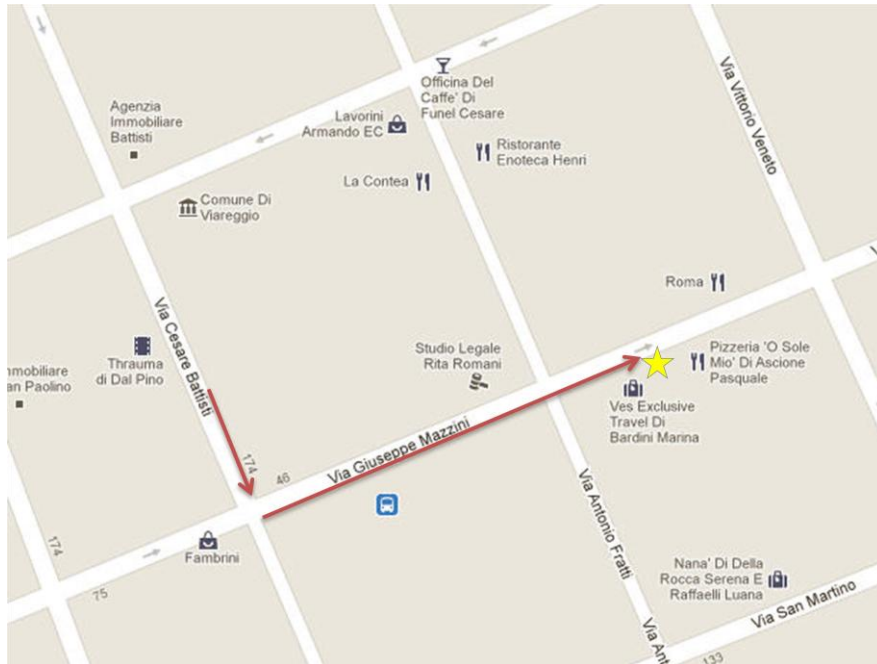 Officina Del
Caffe' Di
Funel Cesare
Via Vittorio Veneto
Agenzia
Immobiliare
Battisti
Lavorini
Armando EC
Ristorante
Enoteca Henri
La Contea
Comune Di
Viareggio
Roma
Via Cesare Battisti
Thrauma
di Dal Pino
Studio Legale
Rita Romani
Pizzeria 'O Sole
Mio' Di Ascione
Pasquale
nmobiliare
an Paolino
Ves Exclusive
Travel Di
Bardini Marina
Via Giuseppe Mazzini
174
46
Fambrini
174
75
Via Antonio Fratti
Nana' Di Della
Rocca Serena E
Raffaelli Luana
Via San Martino
Via Ant
133